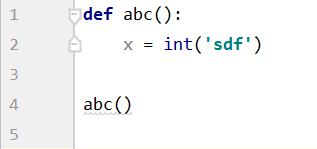 1 def abc():
2     x = int('sdf')
3
4 abc()
5